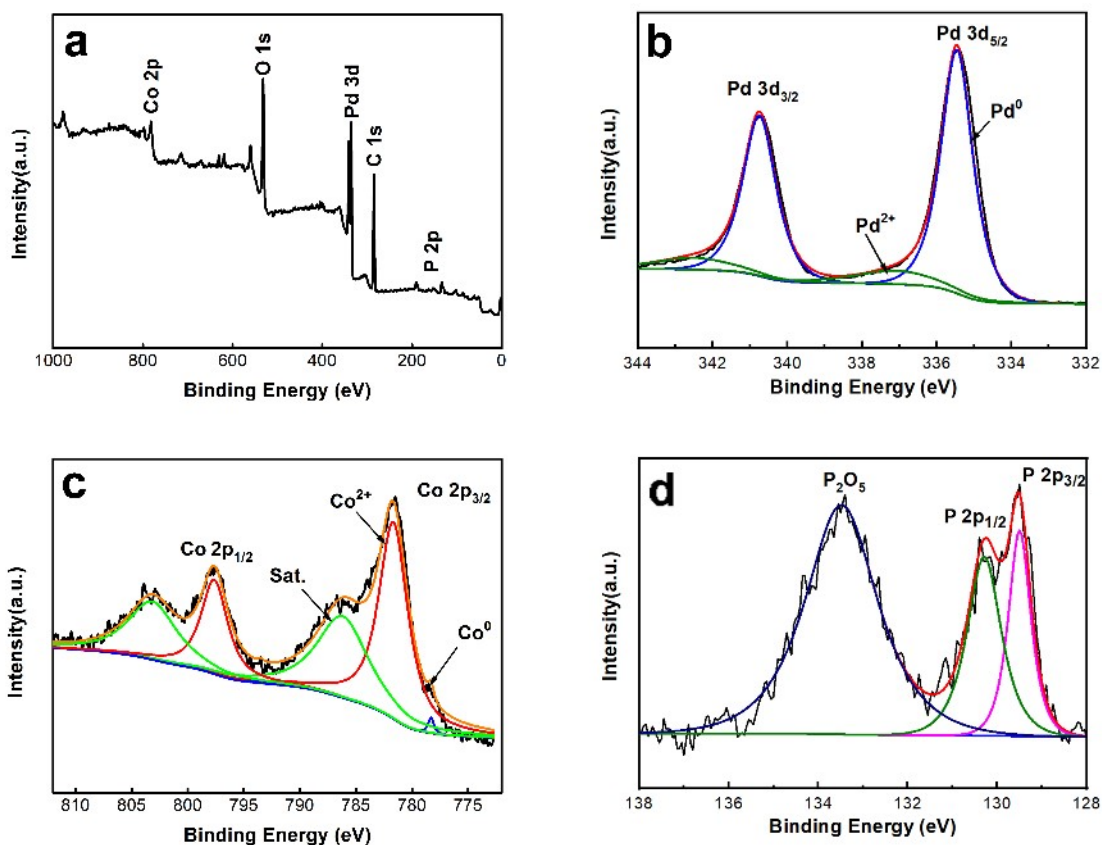 a
Co 2p
O 1s
Pd 3d
C 1s
P 2p
Intensity(a.u.)
1000 800 600 400 200 0
Binding Energy (eV)
b
Pd 3d3/2
Pd 3d5/2
Pd0
Pd2+
Intensity(a.u.)
344 342 340 338 336 334 332
Binding Energy (eV)
c
Co 2p1/2
Sat.
Co2+
Co 2p3/2
Co0
Intensity(a.u.)
810 805 800 795 790 785 780 775
Binding Energy (eV)
d
P2O5
P 2p1/2
P 2p3/2
Intensity(a.u.)
138 136 134 132 130 128
Binding Energy (eV)